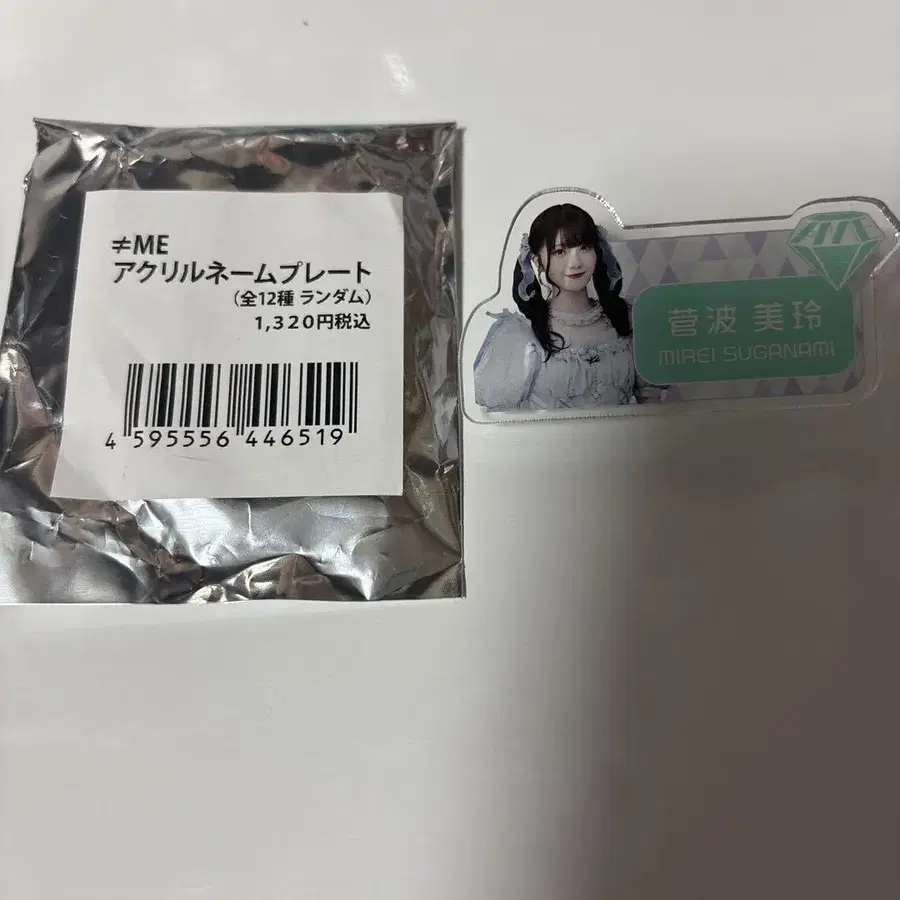 ≠ME
アクリルネームプレート
(全12種 ランダム)
1,320円税込
4 595556 446519
菅波 美玲
MIREI SUGANAMI